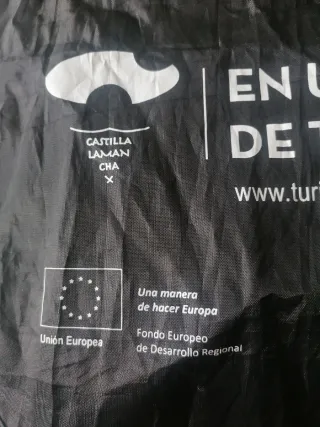 CASTILLA
LAMAN
CHA
X
EN U
DE T
www.turi
Unión Europea
Una manera
de hacer Europa
Fondo Europeo
de Desarrollo Regional